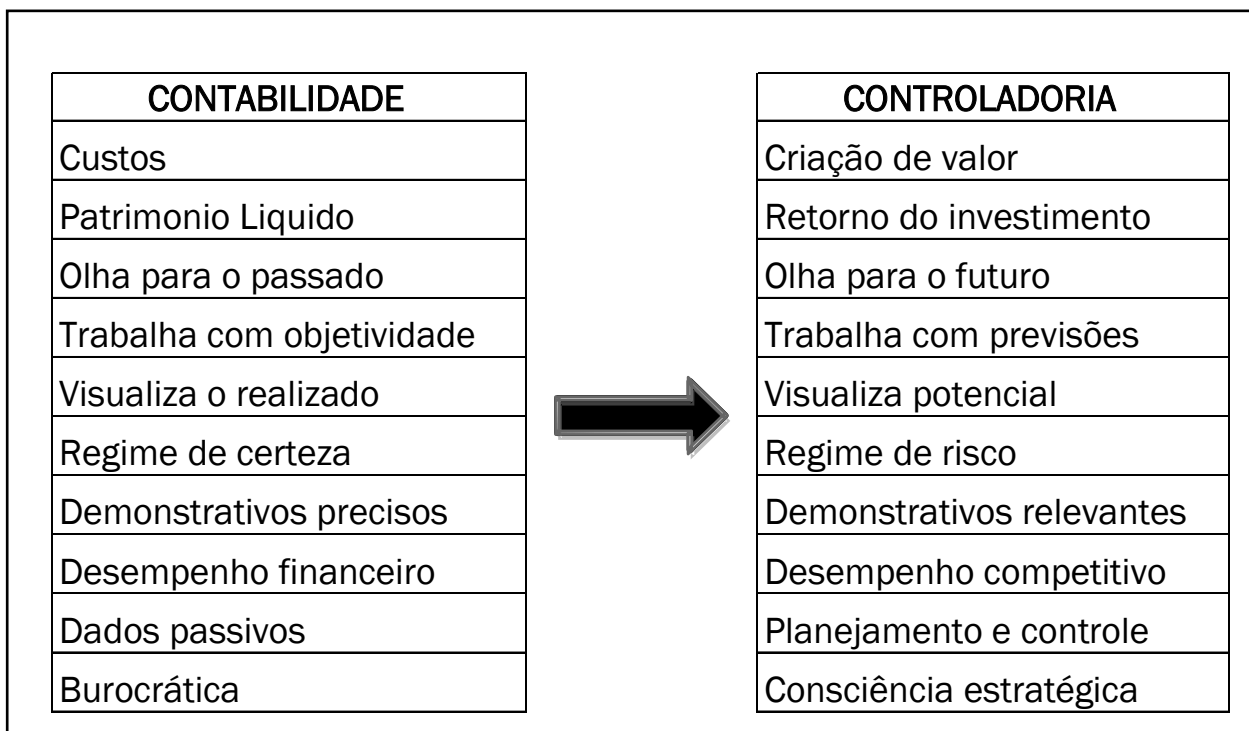 CONTABILIDADE
Custos
Patrimonio Liquido
Olha para o passado
Trabalha com objetividade
Visualiza o realizado
Regime de certeza
Demonstrativos precisos
Desempenho financeiro
Dados passivos
Burocrática
CONTROLADORIA
Criação de valor
Retorno do investimento
Olha para o futuro
Trabalha com previsões
Visualiza potencial
Regime de risco
Demonstrativos relevantes
Desempenho competitivo
Planejamento e controle
Consciência estratégica